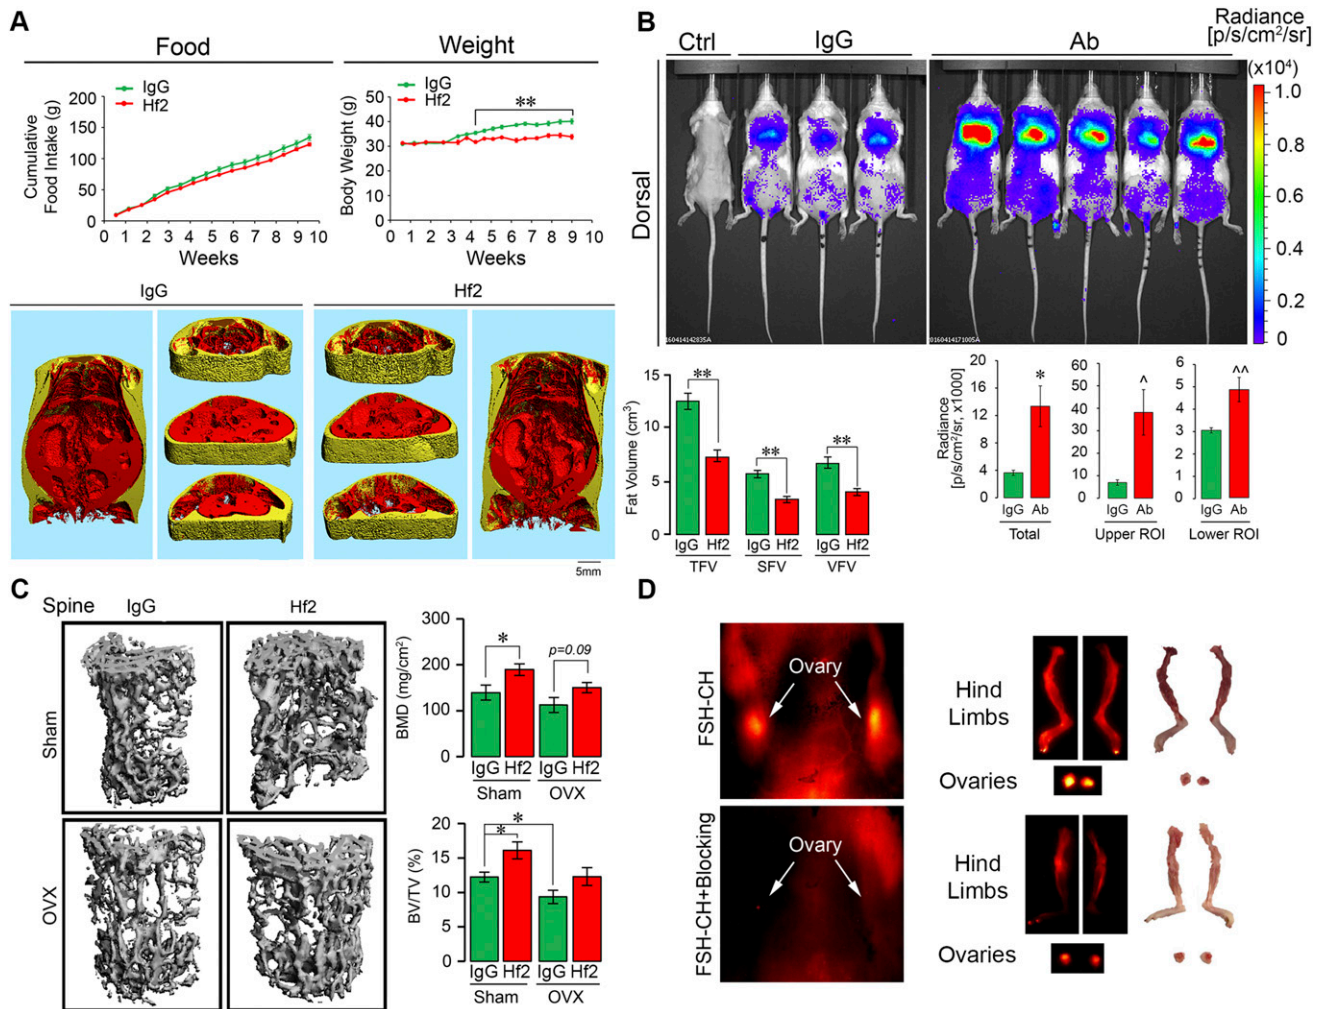 A
Food
Weight
IgG
Hf2
Cumulative
Food Intake (g)
200
150
100
50
0
0 1 2 3 4 5 6 7 8 9 10
Weeks
IgG
Hf2
**
Body Weight (g)
50
40
30
20
10
0
0 1 2 3 4 5 6 7 8 9 10
Weeks
IgG
Hf2
5mm
B
Ctrl
IgG
Ab
Radiance
[p/s/cm²/sr]
(x10⁴)
1.0
0.8
0.6
0.4
0.2
0
Dorsal
Fat Volume (cm³)
15
10
5
0
**
**
**
IgG Hf2
IgG Hf2
IgG Hf2
TFV
SFV
VFV
Radiance
[p/s/cm²/sr, x1000]
20
16
12
8
4
0
*
IgG Ab
Total
60
50
40
30
20
10
0
^
IgG Ab
Upper ROI
6
5
4
3
2
1
0
^^
IgG Ab
Lower ROI
C
Spine
IgG
Hf2
Sham
OVX
BMD (mg/cm²)
300
200
100
0
*
p=0.09
IgG Hf2 IgG Hf2
Sham
OVX
BV/TV (%)
20
15
10
5
0
*
*
IgG Hf2 IgG Hf2
Sham
OVX
D
FSH-CH
Ovary
Hind
Limbs
Ovaries
FSH-CH+Blocking
Ovary
Hind
Limbs
Ovaries